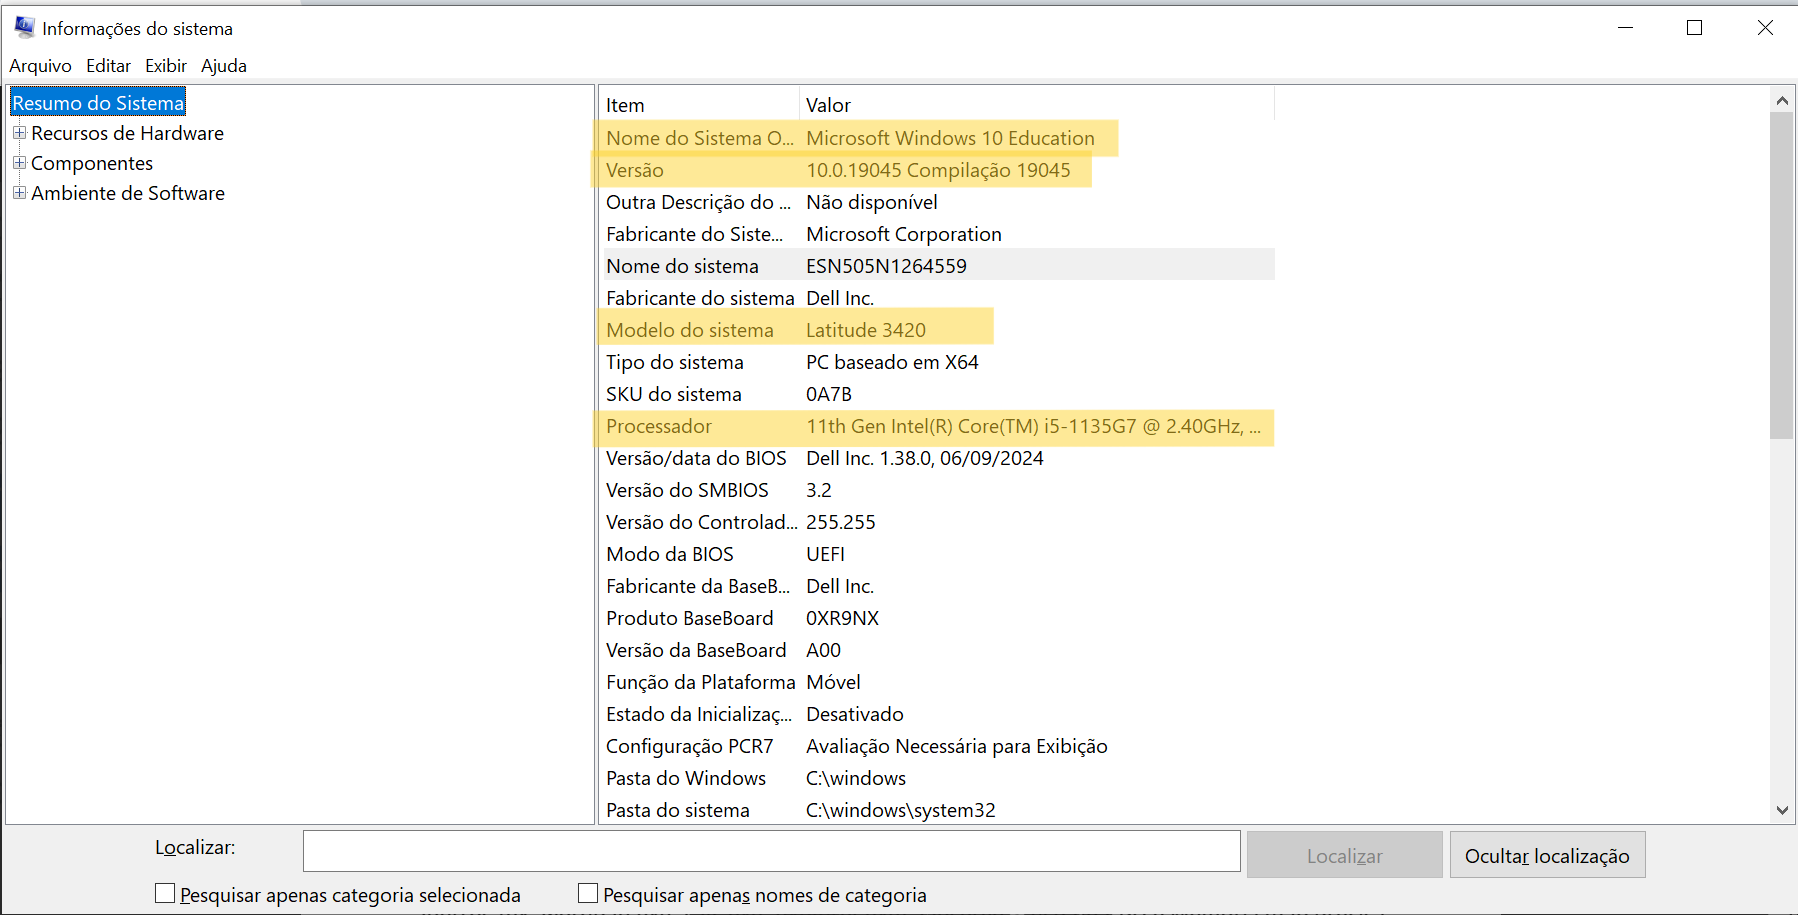 Informações do sistema
Arquivo Editar Exibir Ajuda
Resumo do Sistema
Recursos de Hardware
Componentes
Ambiente de Software
Item Valor
Nome do Sistema O... Microsoft Windows 10 Education
Versão 10.0.19045 Compilação 19045
Outra Descrição do ... Não disponível
Fabricante do Siste... Microsoft Corporation
Nome do sistema ESN505N1264559
Fabricante do sistema Dell Inc.
Modelo do sistema Latitude 3420
Tipo do sistema PC baseado em X64
SKU do sistema 0A7B
Processador 11th Gen Intel(R) Core(TM) i5-1135G7 @ 2.40GHz, ...
Versão/data do BIOS Dell Inc. 1.38.0, 06/09/2024
Versão do SMBIOS 3.2
Versão do Controlad... 255.255
Modo da BIOS UEFI
Fabricante da BaseB... Dell Inc.
Produto BaseBoard 0XR9NX
Versão da BaseBoard A00
Função da Plataforma Móvel
Estado da Inicializaç... Desativado
Configuração PCR7 Avaliação Necessária para Exibição
Pasta do Windows C:\windows
Pasta do sistema C:\windows\system32
Localizar: Localizar Ocultar localização
Pesquisar apenas categoria selecionada Pesquisar apenas nomes de categoria